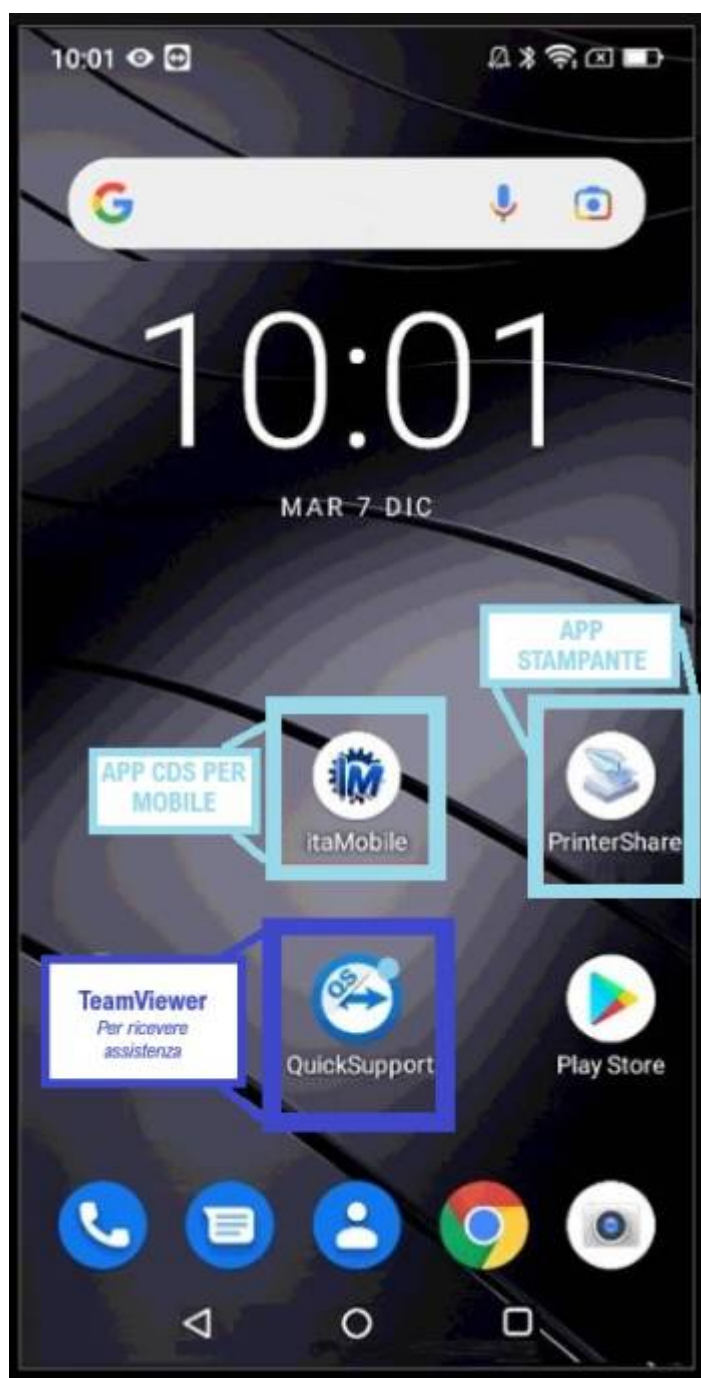 10:01
10:01
MAR 7 DIC
APP
STAMPANTE
APP CDS PER
MOBILE
itaMobile
PrinterShare
TeamViewer
Per ricevere
assistenza
QS
QuickSupport
Play Store